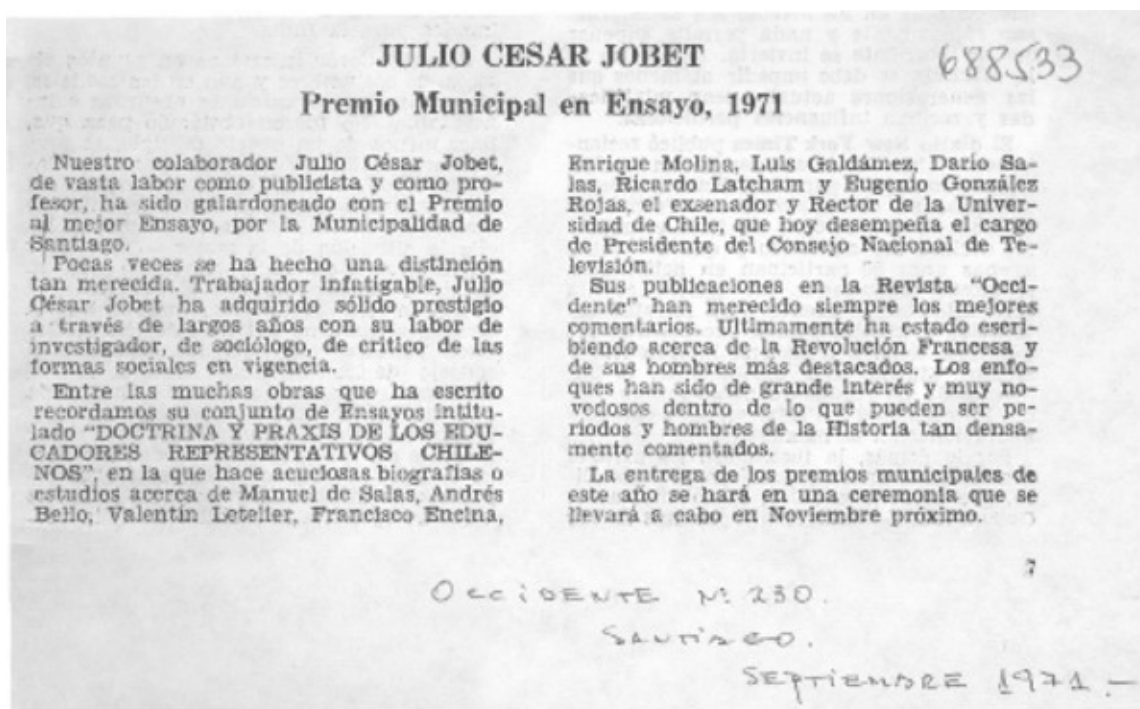 JULIO CESAR JOBET
688533
Premio Municipal en Ensayo, 1971
Nuestro colaborador Julio César Jobet,
de vasta labor como publicista y como pro-
fesor, ha sido galardoneado con el Premio
al mejor Ensayo, por la Municipalidad de
Santiago.
Pocas veces se ha hecho una distinción
tan merecida. Trabajador infatigable, Julio
César Jobet ha adquirido sólido prestigio
a través de largos años con su labor de
investigador, de sociólogo, de crítico de las
formas sociales en vigencia.
Entre las muchas obras que ha escrito
recordamos su conjunto de Ensayos intitu-
lado "DOCTRINA Y PRAXIS DE LOS EDU-
CADORES REPRESENTATIVOS CHILE-
NOS", en la que hace acuciosas biografías o
estudios acerca de Manuel de Salas, Andrés
Bello, Valentín Letelier, Francisco Encina,
Enrique Molina, Luis Galdámez, Darío Sa-
las, Ricardo Latcham y Eugenio González
Rojas, el exsenador y Rector de la Univer-
sidad de Chile, que hoy desempeña el cargo
de Presidente del Consejo Nacional de Te-
levisión.
Sus publicaciones en la Revista "Occi-
dente" han merecido siempre los mejores
comentarios. Ultimamente ha estado escri-
biendo acerca de la Revolución Francesa y
de sus hombres más destacados. Los enfo-
ques han sido de grande interés y muy no-
vedosos dentro de lo que pueden ser pe-
ríodos y hombres de la Historia tan densa-
mente comentados.
La entrega de los premios municipales de
este año se hará en una ceremonia que se
llevará a cabo en Noviembre próximo.
7
OCCIDENTE Nº 230.
SANTIAGO.
SEPTIEMBRE 1971.—